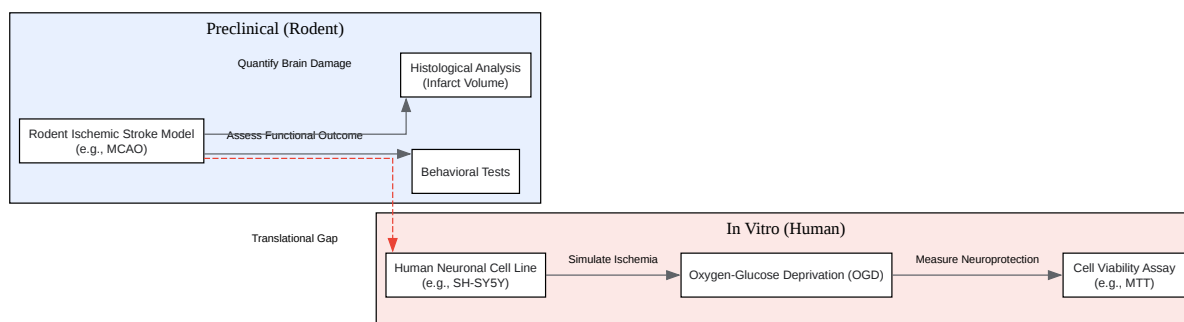 Preclinical (Rodent)
Quantify Brain Damage
Histological Analysis
(Infarct Volume)
Rodent Ischemic Stroke Model
(e.g., MCAO)
Assess Functional Outcome
Behavioral Tests
Translational Gap
In Vitro (Human)
Human Neuronal Cell Line
(e.g., SH-SY5Y)
Simulate Ischemia
Oxygen-Glucose Deprivation (OGD)
Measure Neuroprotection
Cell Viability Assay
(e.g., MTT)